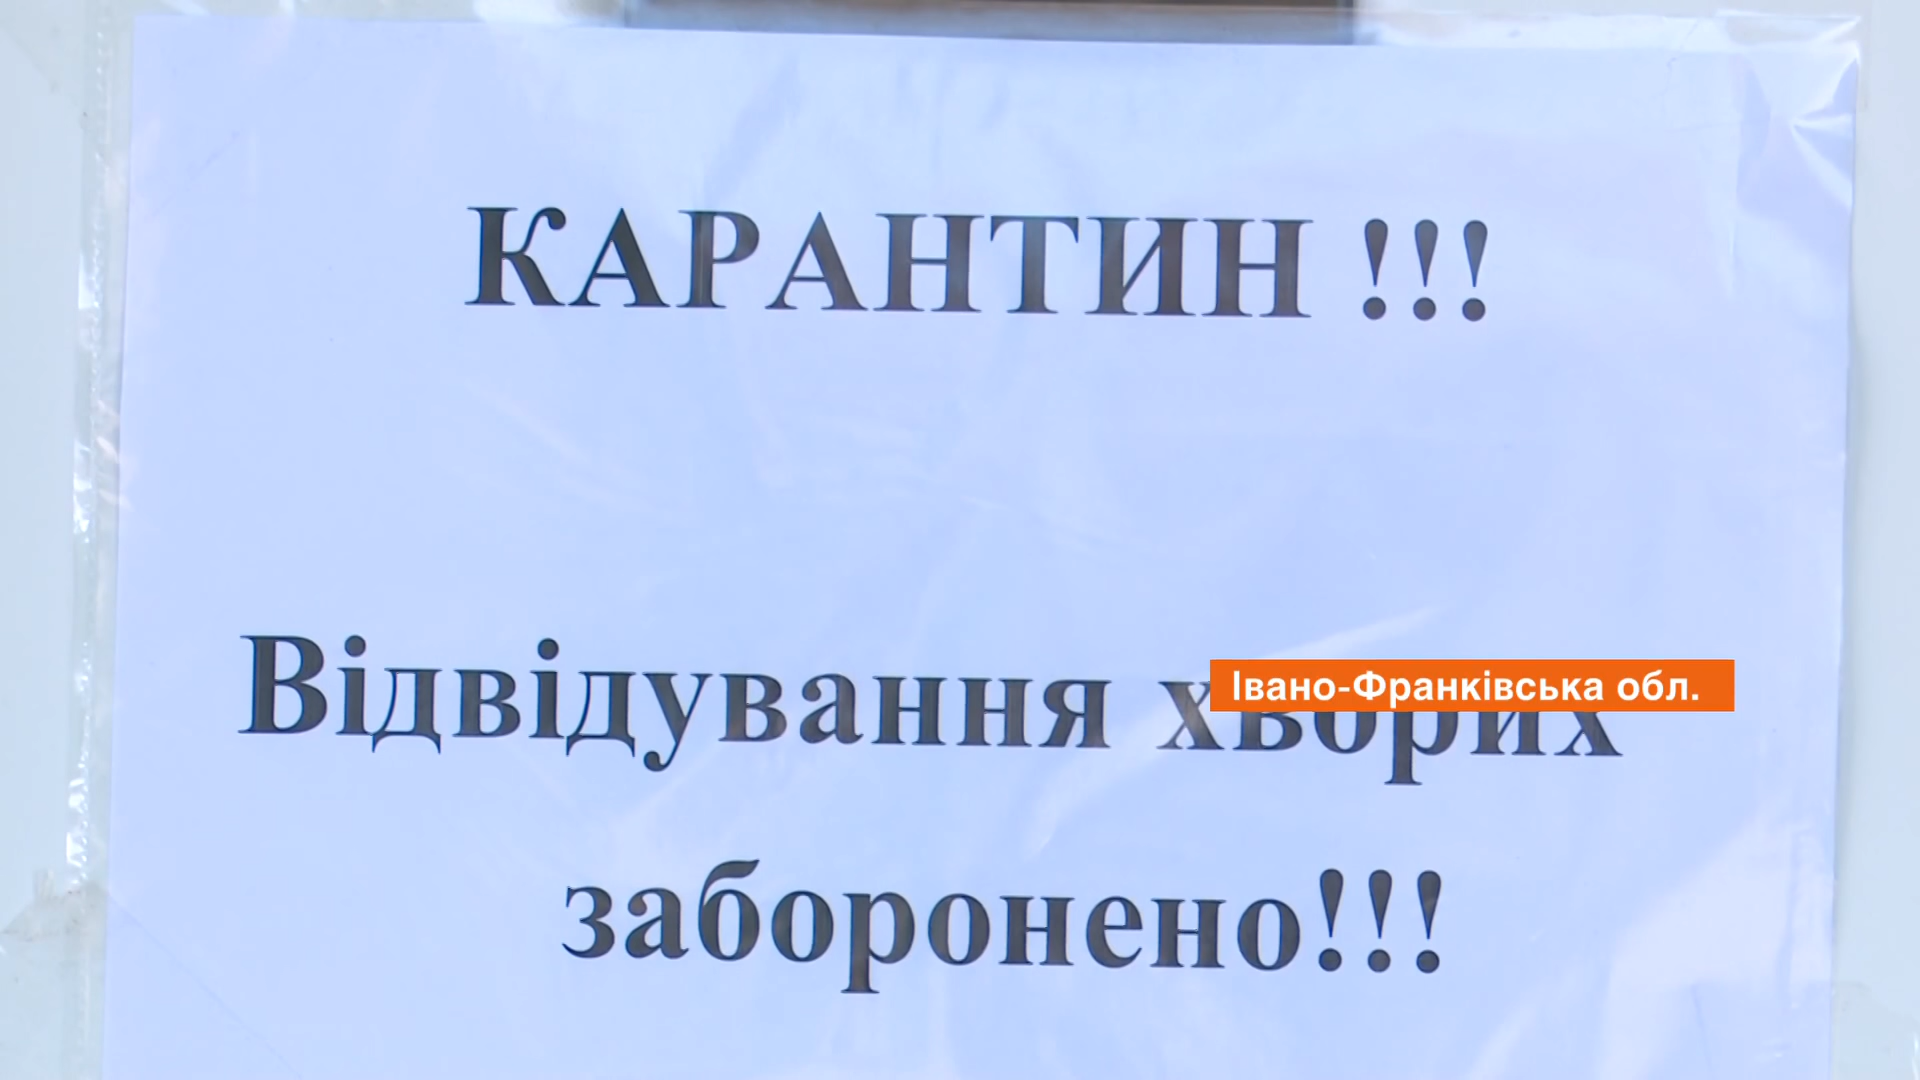 КАРАНТИН !!!
Відвідування хворих
Івано-Франківська обл.
заборонено!!!